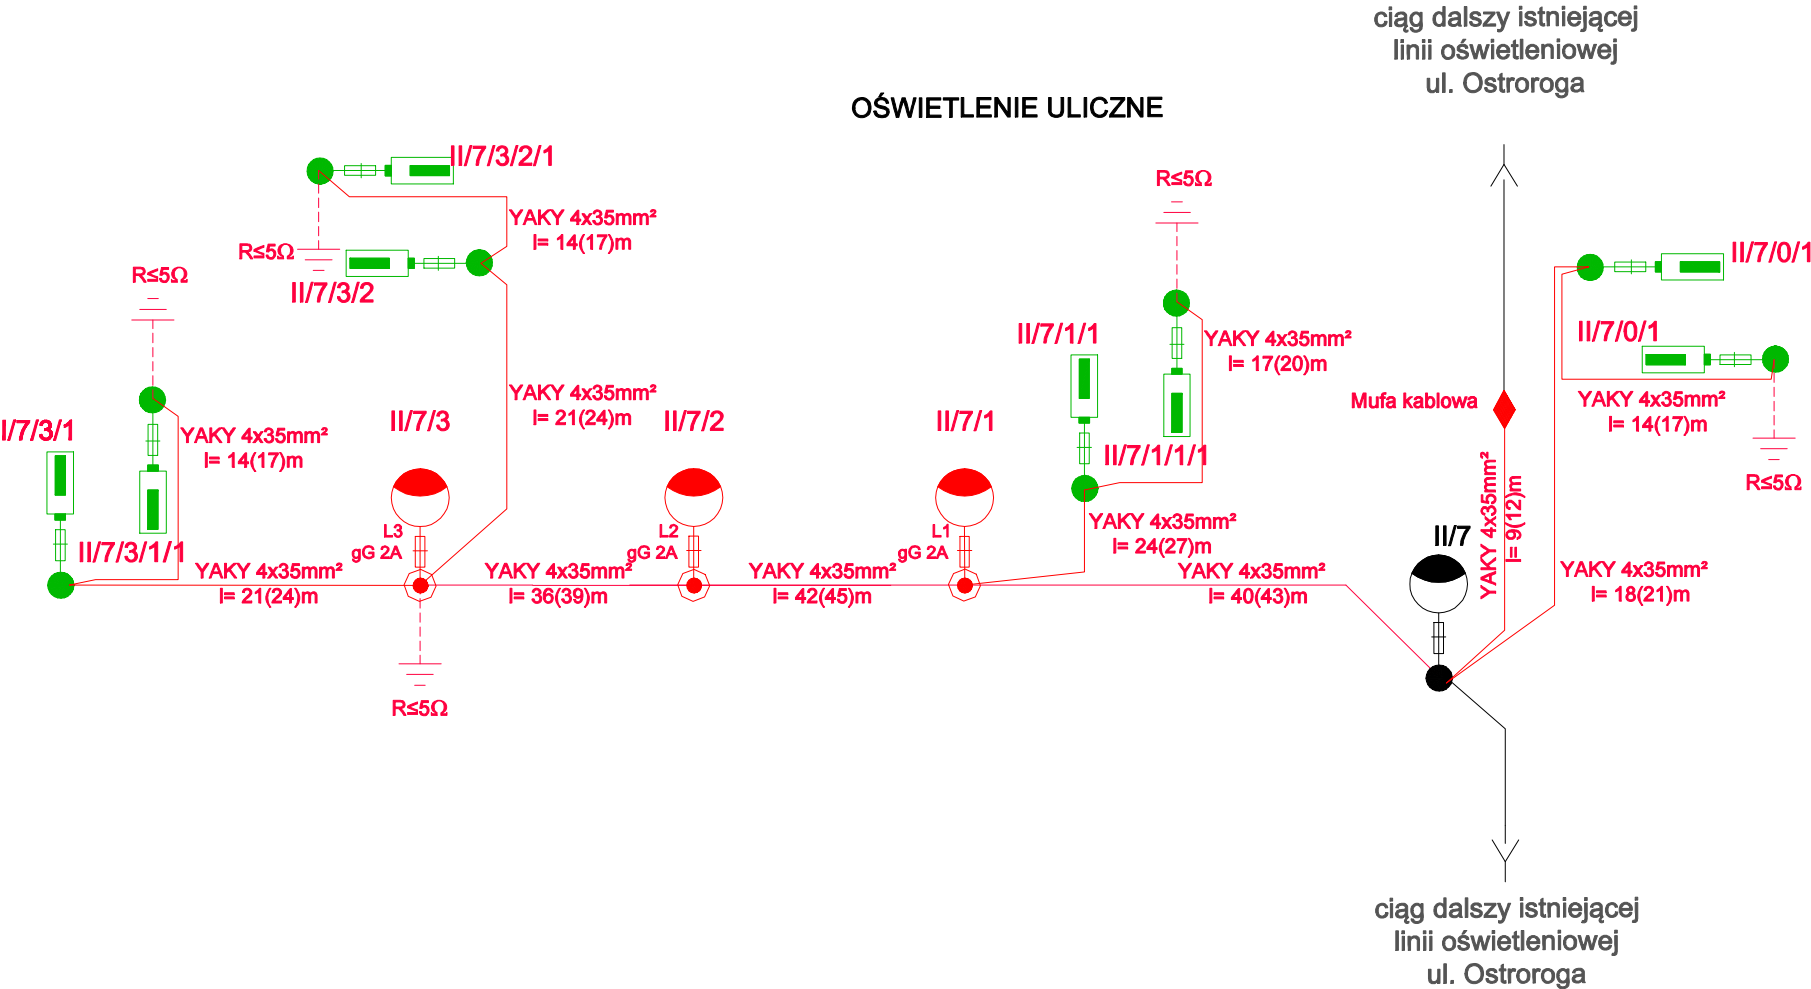 ciąg dalszy istniejącej
linii oświetleniowej
ul. Ostroroga
OŚWIETLENIE ULICZNE
II/7/3/2/1
YAKY 4x35mm²
l= 14(17)m
R≤5Ω
II/7/3/2
R≤5Ω
YAKY 4x35mm²
l= 21(24)m
I/7/3/1
YAKY 4x35mm²
l= 14(17)m
II/7/3/1/1
YAKY 4x35mm²
l= 21(24)m
II/7/3
L3
gG 2A
R≤5Ω
YAKY 4x35mm²
l= 36(39)m
II/7/2
L2
gG 2A
YAKY 4x35mm²
l= 42(45)m
II/7/1
L1
gG 2A
R≤5Ω
II/7/1/1
YAKY 4x35mm²
l= 17(20)m
II/7/1/1/1
YAKY 4x35mm²
l= 24(27)m
YAKY 4x35mm²
l= 40(43)m
Mufa kablowa
II/7
YAKY 4x35mm²
l= 9(12)m
II/7/0/1
II/7/0/1
YAKY 4x35mm²
l= 14(17)m
R≤5Ω
YAKY 4x35mm²
l= 18(21)m
ciąg dalszy istniejącej
linii oświetleniowej
ul. Ostroroga